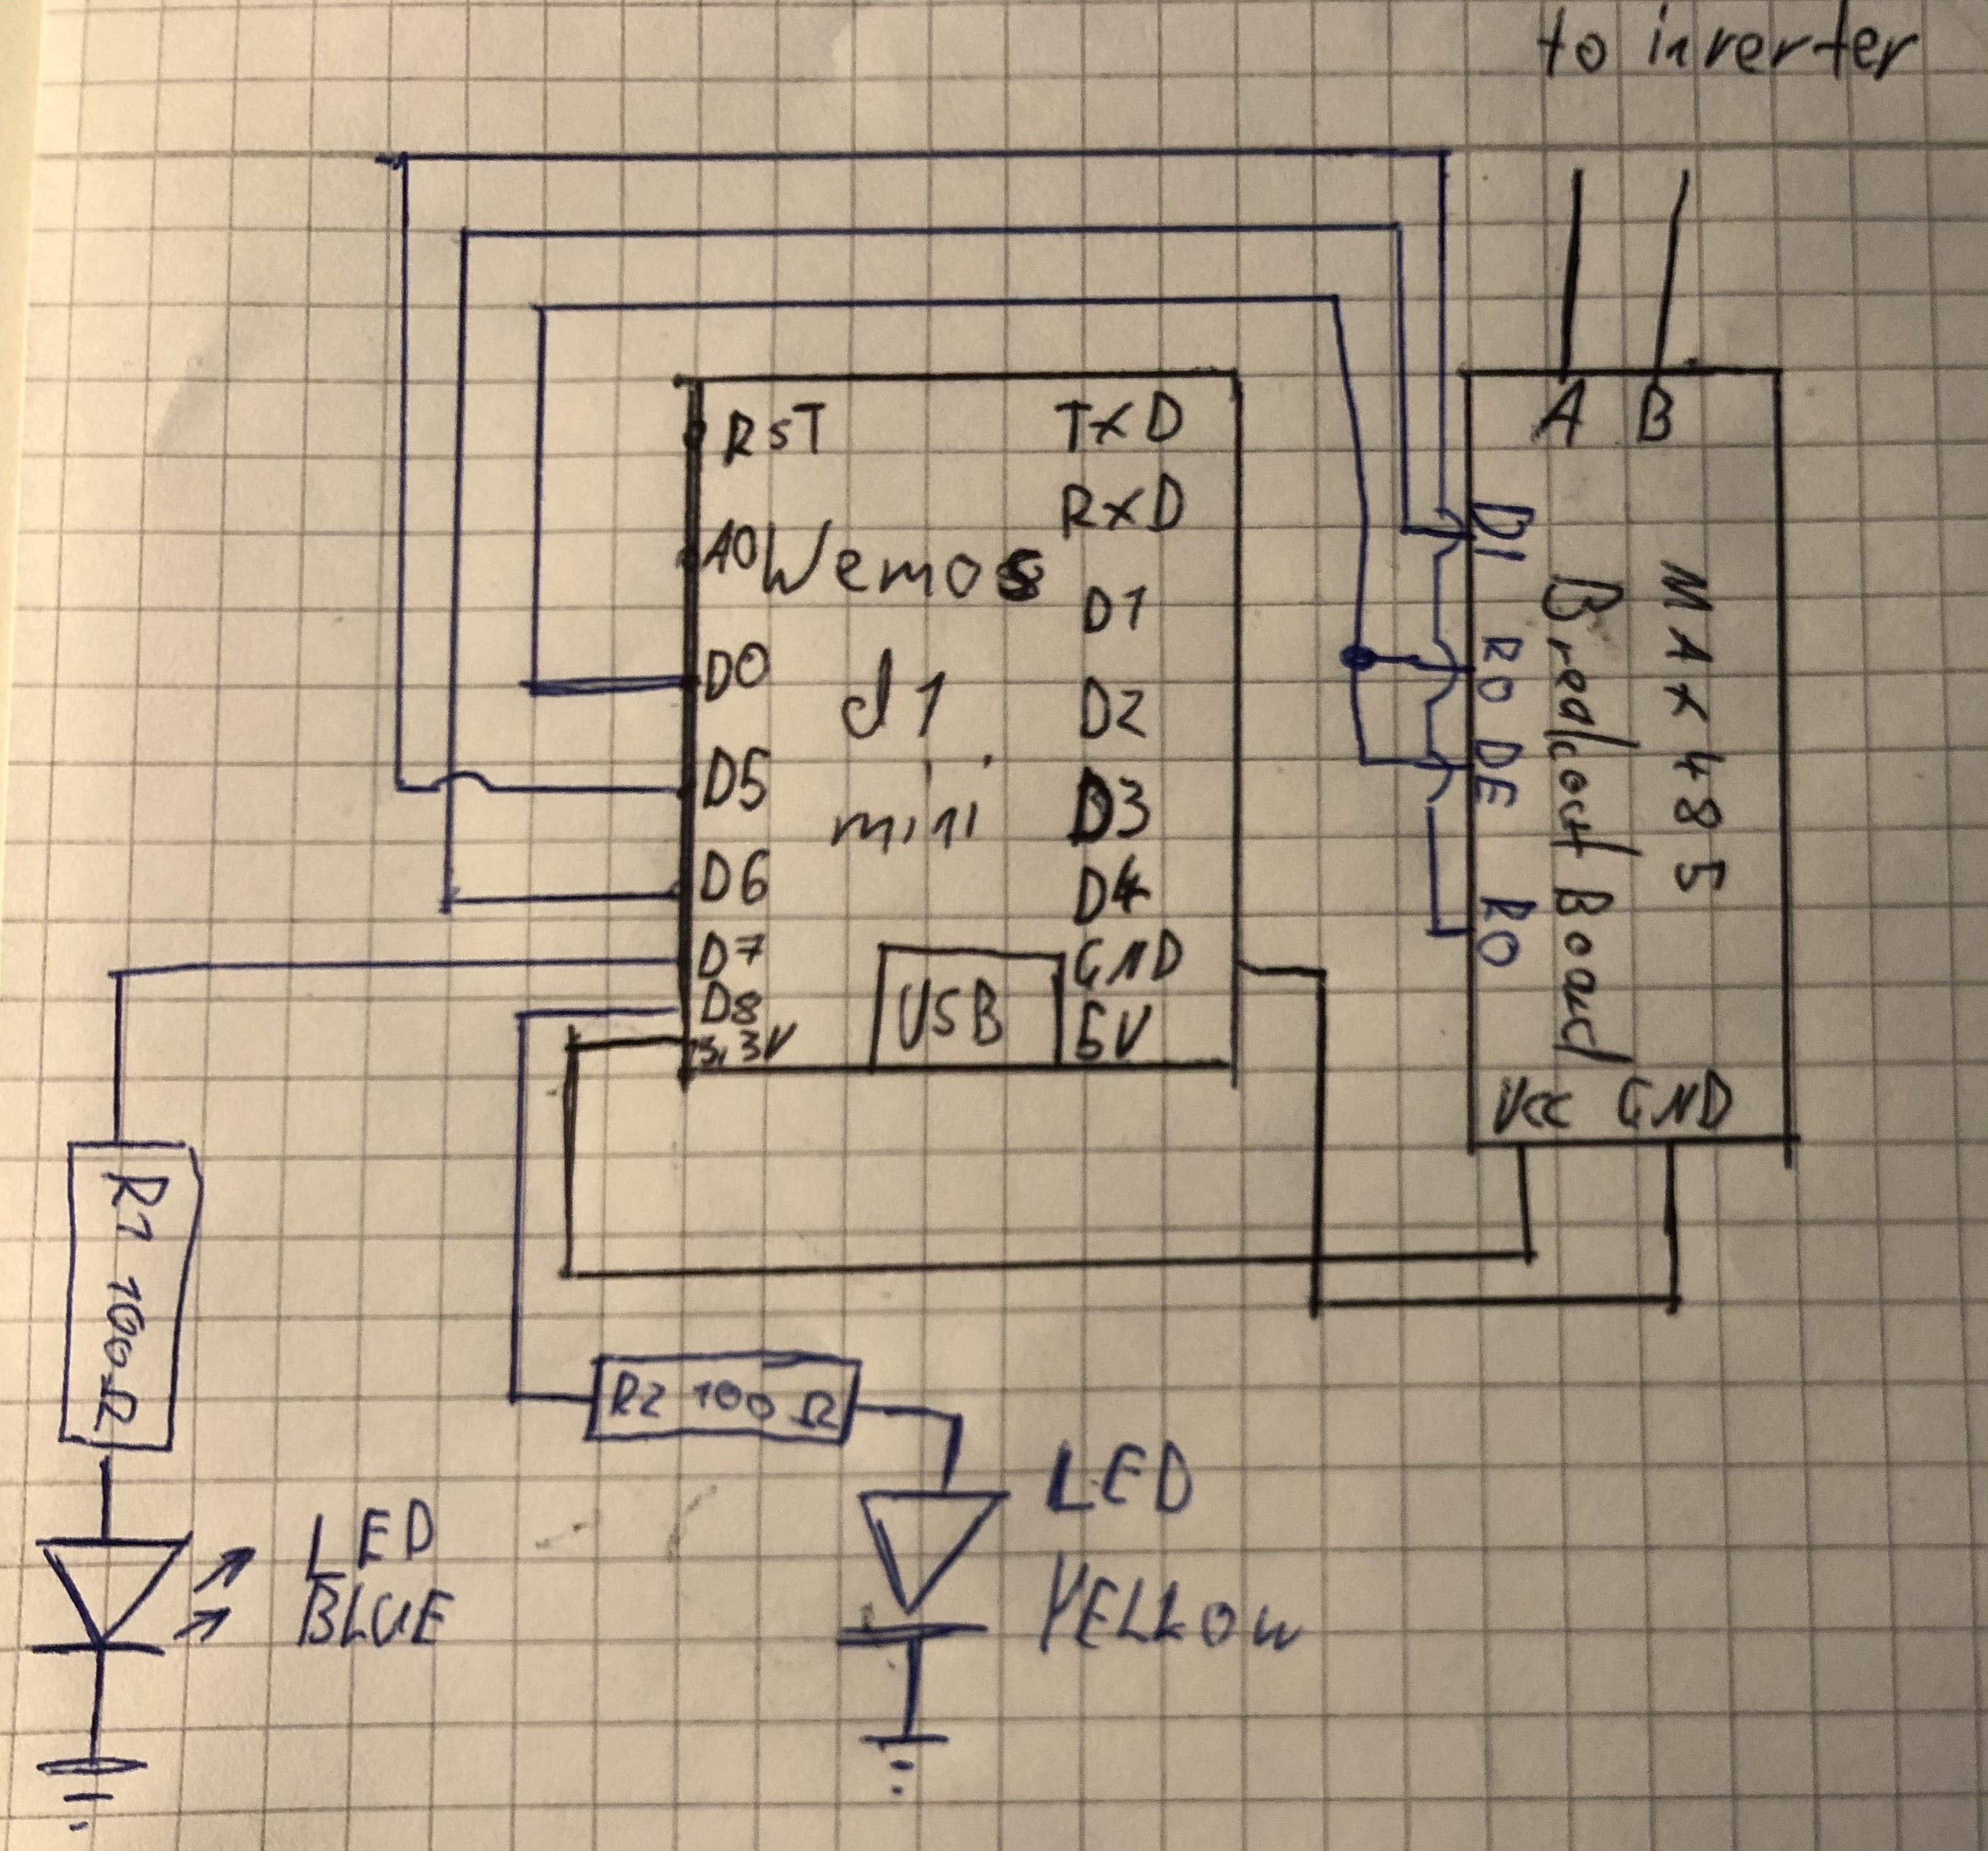 to inverter
RST
TXD
RXD
A0
Wemos
D1
D0
d1
D2
D5
mini
D3
D6
D4
D7
GND
D8
USB
3,3V
5V
A B
DI
RO
DE
RO
MAX485
Breakout Board
Vcc GND
R1 100Ω
R2 100Ω
LED
BLUE
LED
YELLOW